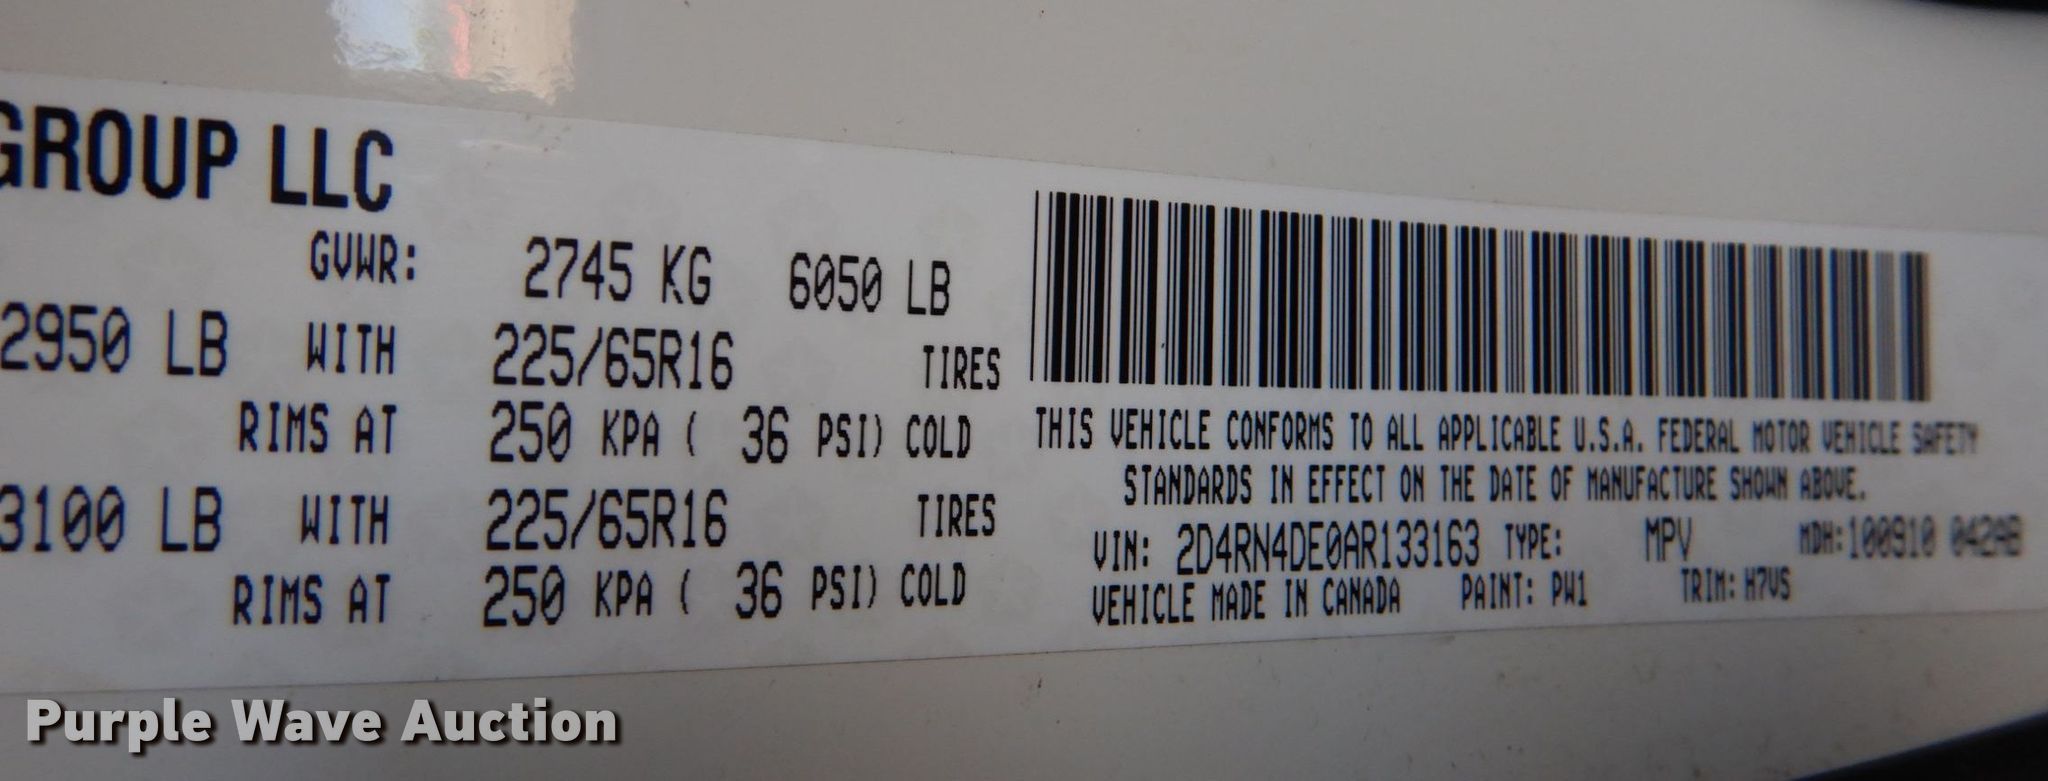 GROUP LLC
GVWR: 2745 KG 6050 LB
2950 LB WITH 225/65R16 TIRES
RIMS AT 250 KPA ( 36 PSI) COLD
3100 LB WITH 225/65R16 TIRES
RIMS AT 250 KPA ( 36 PSI) COLD
THIS VEHICLE CONFORMS TO ALL APPLICABLE U.S.A. FEDERAL MOTOR VEHICLE SAFETY
STANDARDS IN EFFECT ON THE DATE OF MANUFACTURE SHOWN ABOVE.
VIN: 2D4RN4DE0AR133163 TYPE: MPV MDH: 100910 042AB
VEHICLE MADE IN CANADA PAINT: PW1 TRIM: H7VS
Purple Wave Auction